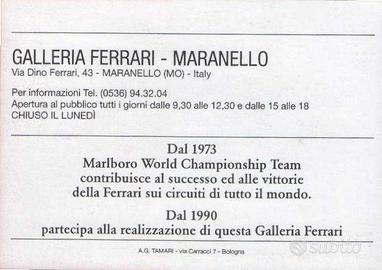 GALLERIA FERRARI - MARANELLO
Via Dino Ferrari, 43 - MARANELLO (MO) - Italy
Per informazioni Tel. (0536) 94.32.04
Apertura al pubblico tutti i giorni dalle 9,30 alle 12,30 e dalle 15 alle 18
CHIUSO IL LUNEDÌ
Dal 1973
Marlboro World Championship Team
contribuisce al successo ed alle vittorie
della Ferrari sui circuiti di tutto il mondo.
Dal 1990
partecipa alla realizzazione di questa Galleria Ferrari
A.G. TAMARI - via Carracci 7 - Bologna
subito